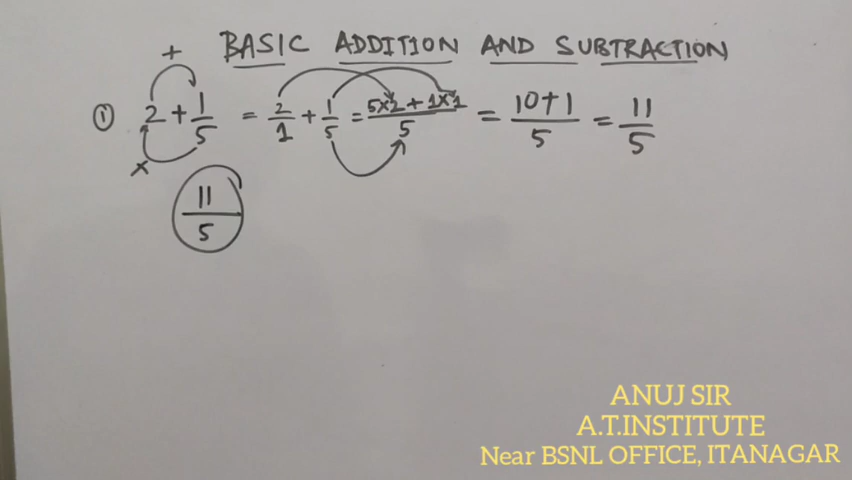 BASIC ADDITION AND SUBTRACTION
+
① 2 + 1/5 = 2/1 + 1/5 = (5×2 + 1×1)/5 = (10+1)/5 = 11/5
×
11/5
ANUJ SIR
A.T.INSTITUTE
Near BSNL OFFICE, ITANAGAR